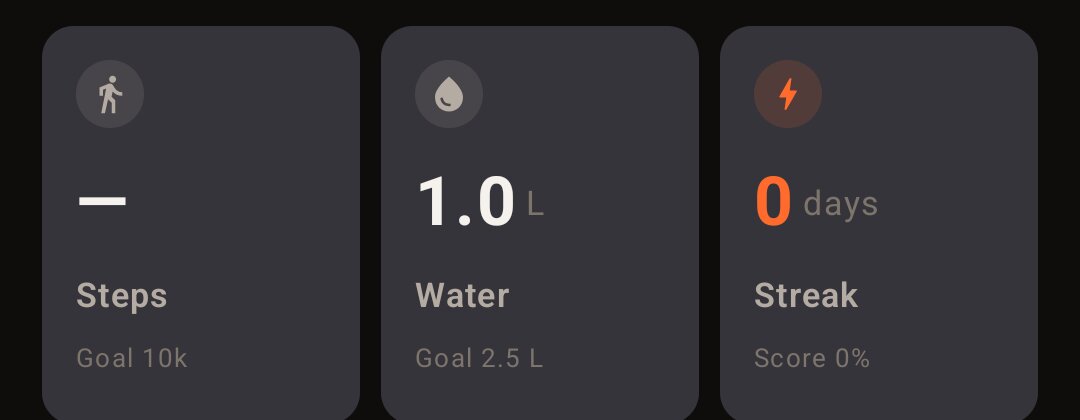 —
1.0 L
0 days
Steps
Water
Streak
Goal 10k
Goal 2.5 L
Score 0%